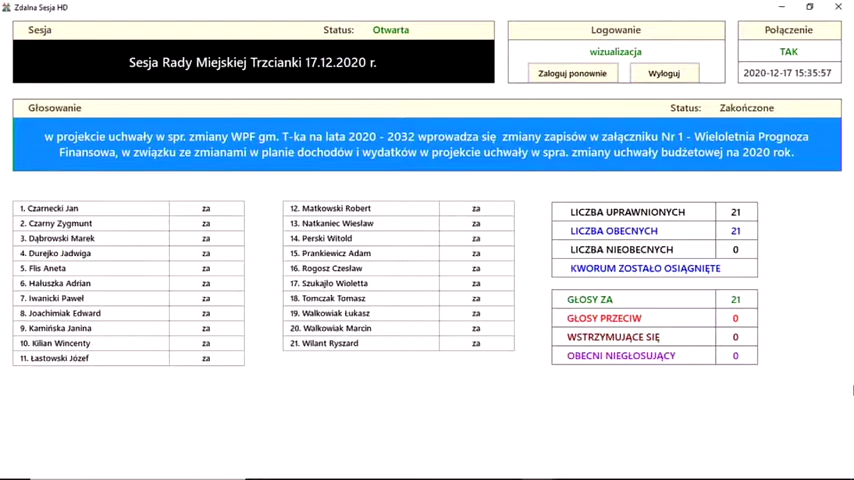 Zdalna Sesja HD
Sesja Status: Otwarta
Sesja Rady Miejskiej Trzcianki 17.12.2020 r.
Logowanie
wizualizacja
Zaloguj ponownie Wyloguj
Połączenie
TAK
2020-12-17 15:35:57
Głosowanie Status: Zakończone
w projekcie uchwały w spr. zmiany WPF gm. T-ka na lata 2020 - 2032 wprowadza się zmiany zapisów w załączniku Nr 1 - Wieloletnia Prognoza
Finansowa, w związku ze zmianami w planie dochodów i wydatków w projekcie uchwały w spra. zmiany uchwały budżetowej na 2020 rok.
1. Czarnecki Jan za
2. Czarny Zygmunt za
3. Dąbrowski Marek za
4. Durejko Jadwiga za
5. Flis Aneta za
6. Hałuszka Adrian za
7. Iwanicki Paweł za
8. Joachimiak Edward za
9. Kamińska Janina za
10. Kilian Wincenty za
11. Łastowski Józef za
12. Matkowski Robert za
13. Natkaniec Wiesław za
14. Perski Witold za
15. Prankiewicz Adam za
16. Rogosz Czesław za
17. Szukajło Wioletta za
18. Tomczak Tomasz za
19. Walkowiak Łukasz za
20. Walkowiak Marcin za
21. Wilant Ryszard za
LICZBA UPRAWNIONYCH 21
LICZBA OBECNYCH 21
LICZBA NIEOBECNYCH 0
KWORUM ZOSTAŁO OSIĄGNIĘTE
GŁOSY ZA 21
GŁOSY PRZECIW 0
WSTRZYMUJĄCE SIĘ 0
OBECNI NIEGŁOSUJĄCY 0